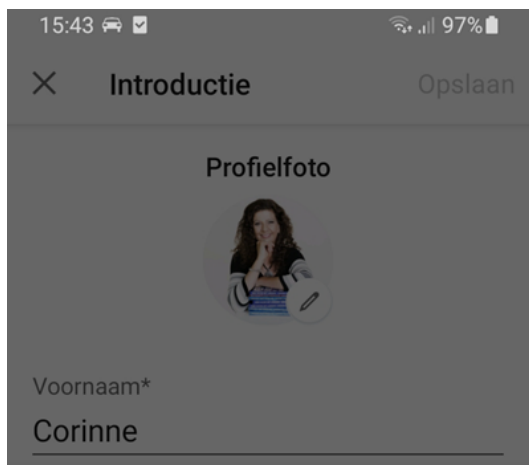 15:43 97%
Introductie Opslaan
Profielfoto
Voornaam*
Corinne